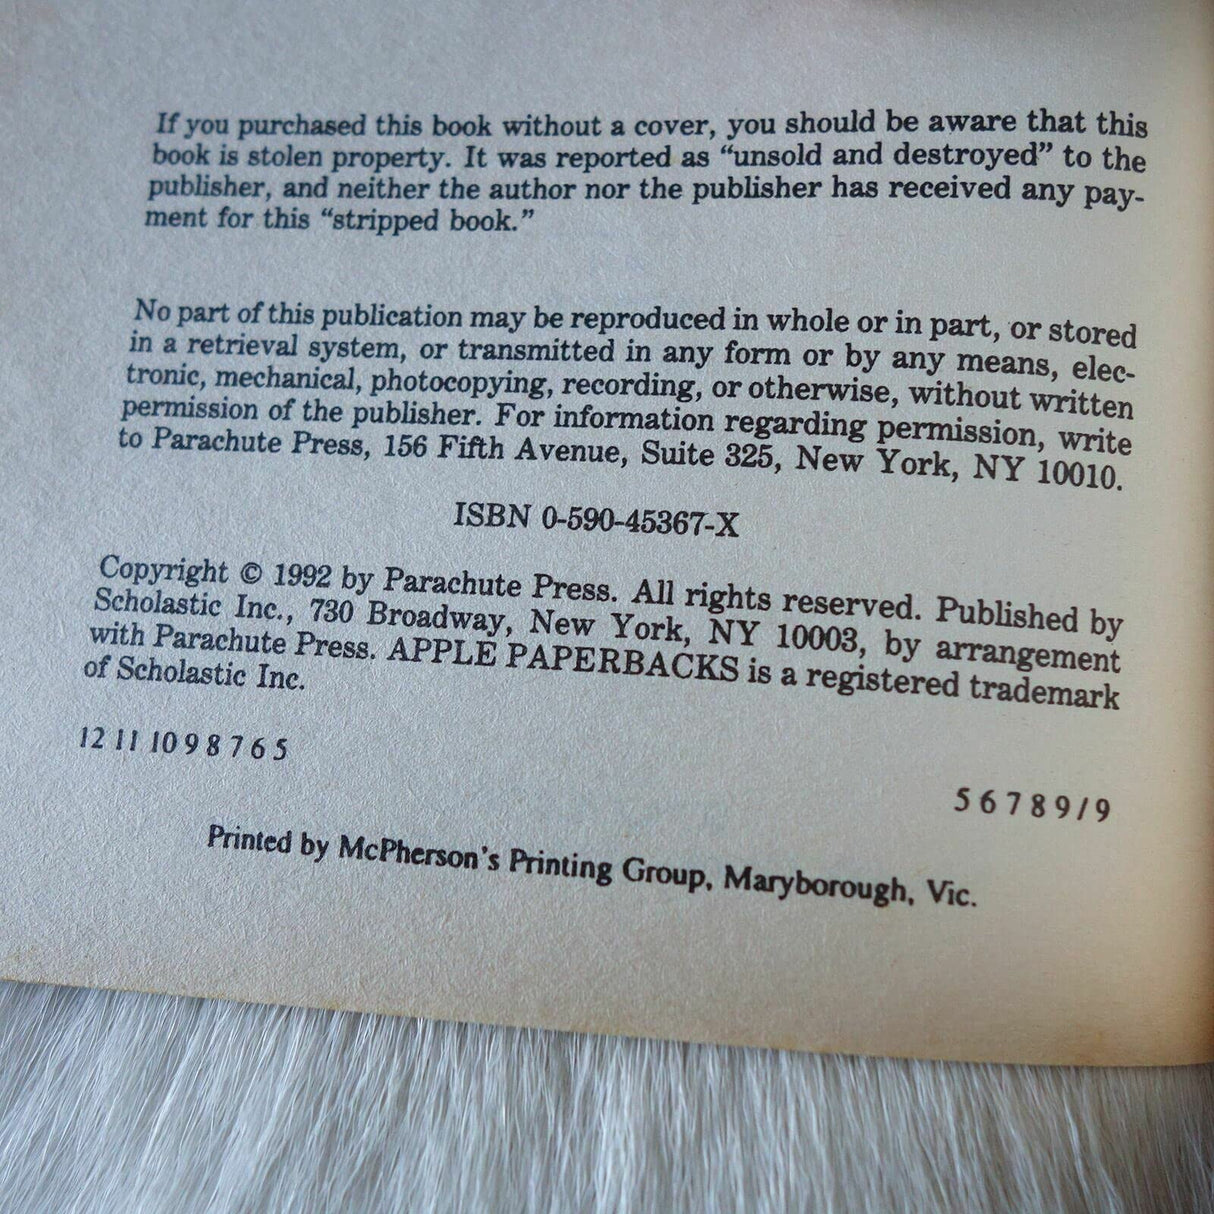 If you purchased this book without a cover, you should be aware that this
book is stolen property. It was reported as “unsold and destroyed” to the
publisher, and neither the author nor the publisher has received any pay-
ment for this “stripped book.”
No part of this publication may be reproduced in whole or in part, or stored
in a retrieval system, or transmitted in any form or by any means, elec-
tronic, mechanical, photocopying, recording, or otherwise, without written
permission of the publisher. For information regarding permission, write
to Parachute Press, 156 Fifth Avenue, Suite 325, New York, NY 10010.
ISBN 0-590-45367-X
Copyright © 1992 by Parachute Press. All rights reserved. Published by
Scholastic Inc., 730 Broadway, New York, NY 10003, by arrangement
with Parachute Press. APPLE PAPERBACKS is a registered trademark
of Scholastic Inc.
12 11 10 9 8 7 6 5
5 6 7 8 9 / 9
Printed by McPherson's Printing Group, Maryborough, Vic.